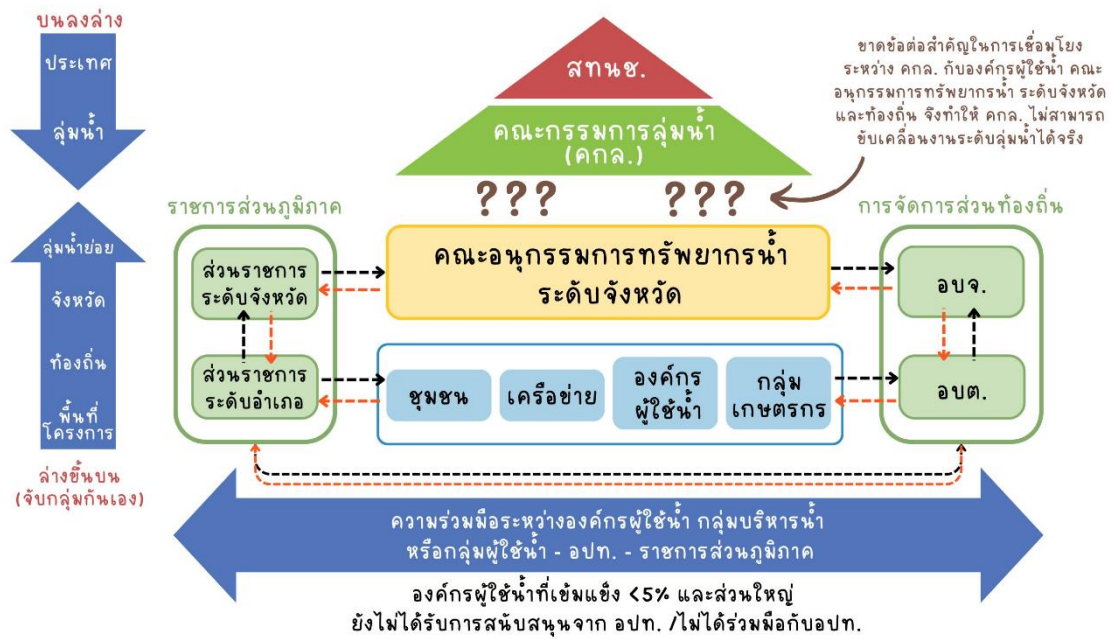 บนลงล่าง
ประเทศ
ลุ่มน้ำ
สทนช.
คณะกรรมการลุ่มน้ำ
(คกล.)
ขาดข้อต่อสำคัญในการเชื่อมโยง
ระหว่าง คกล. กับองค์กรผู้ใช้น้ำ คณะ
อนุกรรมการทรัพยากรน้ำ ระดับจังหวัด
และท้องถิ่น จึงทำให้ คกล. ไม่สามารถ
ขับเคลื่อนงานระดับลุ่มน้ำได้จริง
??? ???
ราชการส่วนภูมิภาค
การจัดการส่วนท้องถิ่น
ลุ่มน้ำย่อย
จังหวัด
ท้องถิ่น
พื้นที่
โครงการ
ล่างขึ้นบน
(จับกลุ่มกันเอง)
ส่วนราชการ
ระดับจังหวัด
คณะอนุกรรมการทรัพยากรน้ำ
ระดับจังหวัด
อบจ.
ส่วนราชการ
ระดับอำเภอ
ชุมชน
เครือข่าย
องค์กร
ผู้ใช้น้ำ
กลุ่ม
เกษตรกร
อบต.
ความร่วมมือระหว่างองค์กรผู้ใช้น้ำ กลุ่มบริหารน้ำ
หรือกลุ่มผู้ใช้น้ำ - อปท. - ราชการส่วนภูมิภาค
องค์กรผู้ใช้น้ำที่เข้มแข็ง <5% และส่วนใหญ่
ยังไม่ได้รับการสนับสนุนจาก อปท. /ไม่ได้ร่วมมือกับอปท.